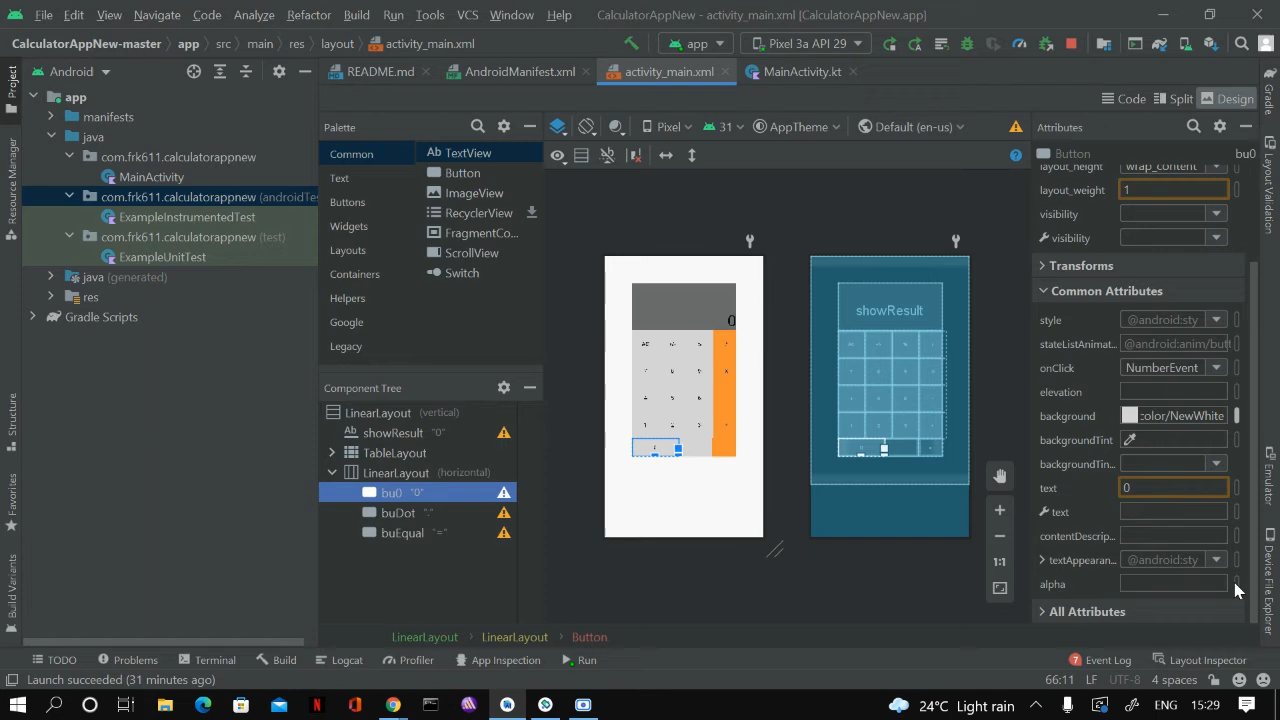 File Edit View Navigate Code Analyze Refactor Build Run Tools VCS Window Help CalculatorAppNew - activity_main.xml [CalculatorAppNew.app]
CalculatorAppNew-master app src main res layout activity_main.xml app Pixel 3a API 29
Android README.md AndroidManifest.xml activity_main.xml MainActivity.kt
Code Split Design
app
manifests
java
com.frk611.calculatorappnew
MainActivity
com.frk611.calculatorappnew (androidTes
ExampleInstrumentedTest
com.frk611.calculatorappnew (test)
ExampleUnitTest
java (generated)
res
Gradle Scripts
Project
Resource Manager
Structure
Favorites
Build Variants
Palette
Common
Text
Buttons
Widgets
Layouts
Containers
Helpers
Google
Legacy
Ab TextView
Button
ImageView
RecyclerView
FragmentCo...
ScrollView
Switch
Component Tree
LinearLayout (vertical)
Ab showResult "0"
TableLayout
LinearLayout (horizontal)
bu0 "0"
buDot "."
buEqual "="
Pixel 31 AppTheme Default (en-us)
0
showResult
1:1
Attributes
Button bu0
layout_height wrap_content
layout_weight 1
visibility
visibility
Transforms
Common Attributes
style @android:sty
stateListAnimat... @android:anim/butt
onClick NumberEvent
elevation
background :color/NewWhite
backgroundTint
backgroundTin...
text 0
text
contentDescrip...
textAppearan... @android:sty
alpha
All Attributes
Gradle
Layout Validation
Emulator
Device File Explorer
LinearLayout LinearLayout Button
TODO Problems Terminal Build Logcat Profiler App Inspection Run 7 Event Log Layout Inspector
Launch succeeded (31 minutes ago) 66:11 LF UTF-8 4 spaces
24°C Light rain ENG 15:29